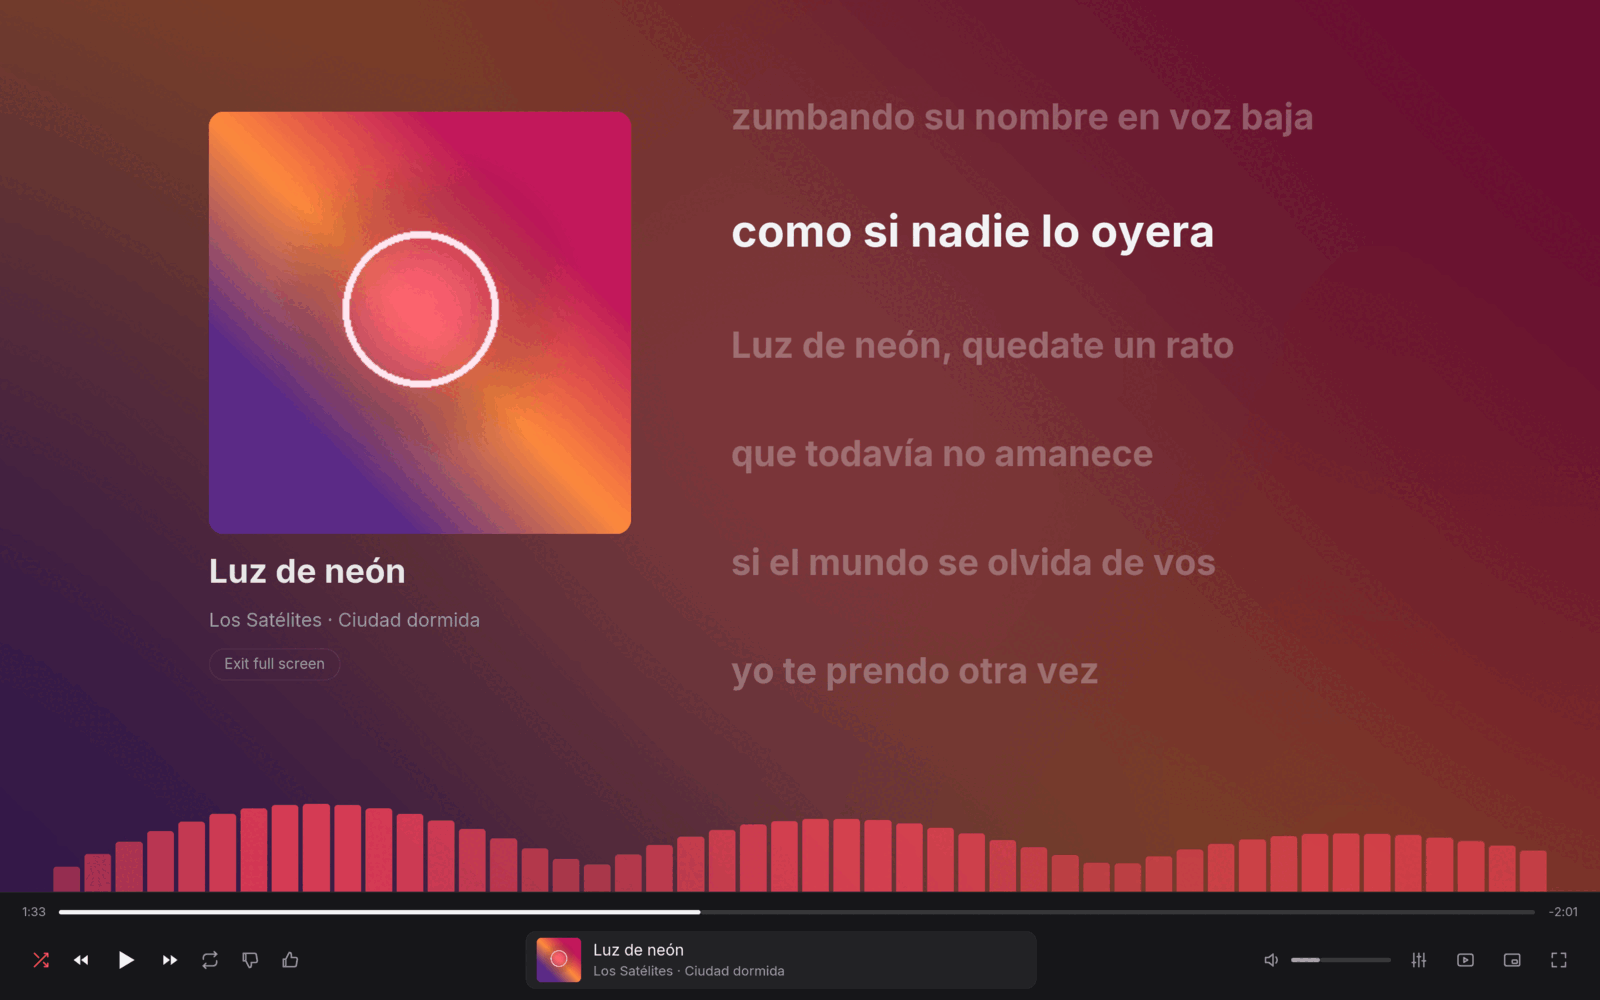 zumbando su nombre en voz baja
como si nadie lo oyera
Luz de neón, quedate un rato
que todavía no amanece
si el mundo se olvida de vos
yo te prendo otra vez
Luz de neón
Los Satélites · Ciudad dormida
Exit full screen
1:33
-2:01
Luz de neón
Los Satélites · Ciudad dormida